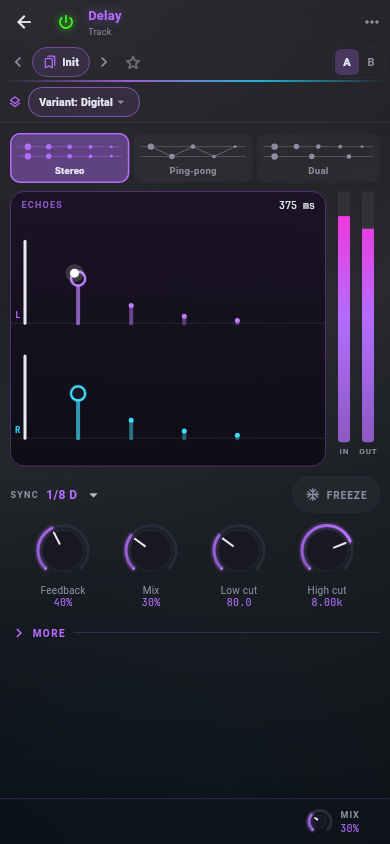 Delay
Track
Init
A
B
Variant: Digital
Stereo
Ping-pong
Dual
ECHOES
375 ms
L
R
IN
OUT
SYNC
1/8 D
FREEZE
Feedback
Mix
Low cut
High cut
40%
30%
80.0
8.00k
MORE
MIX
30%